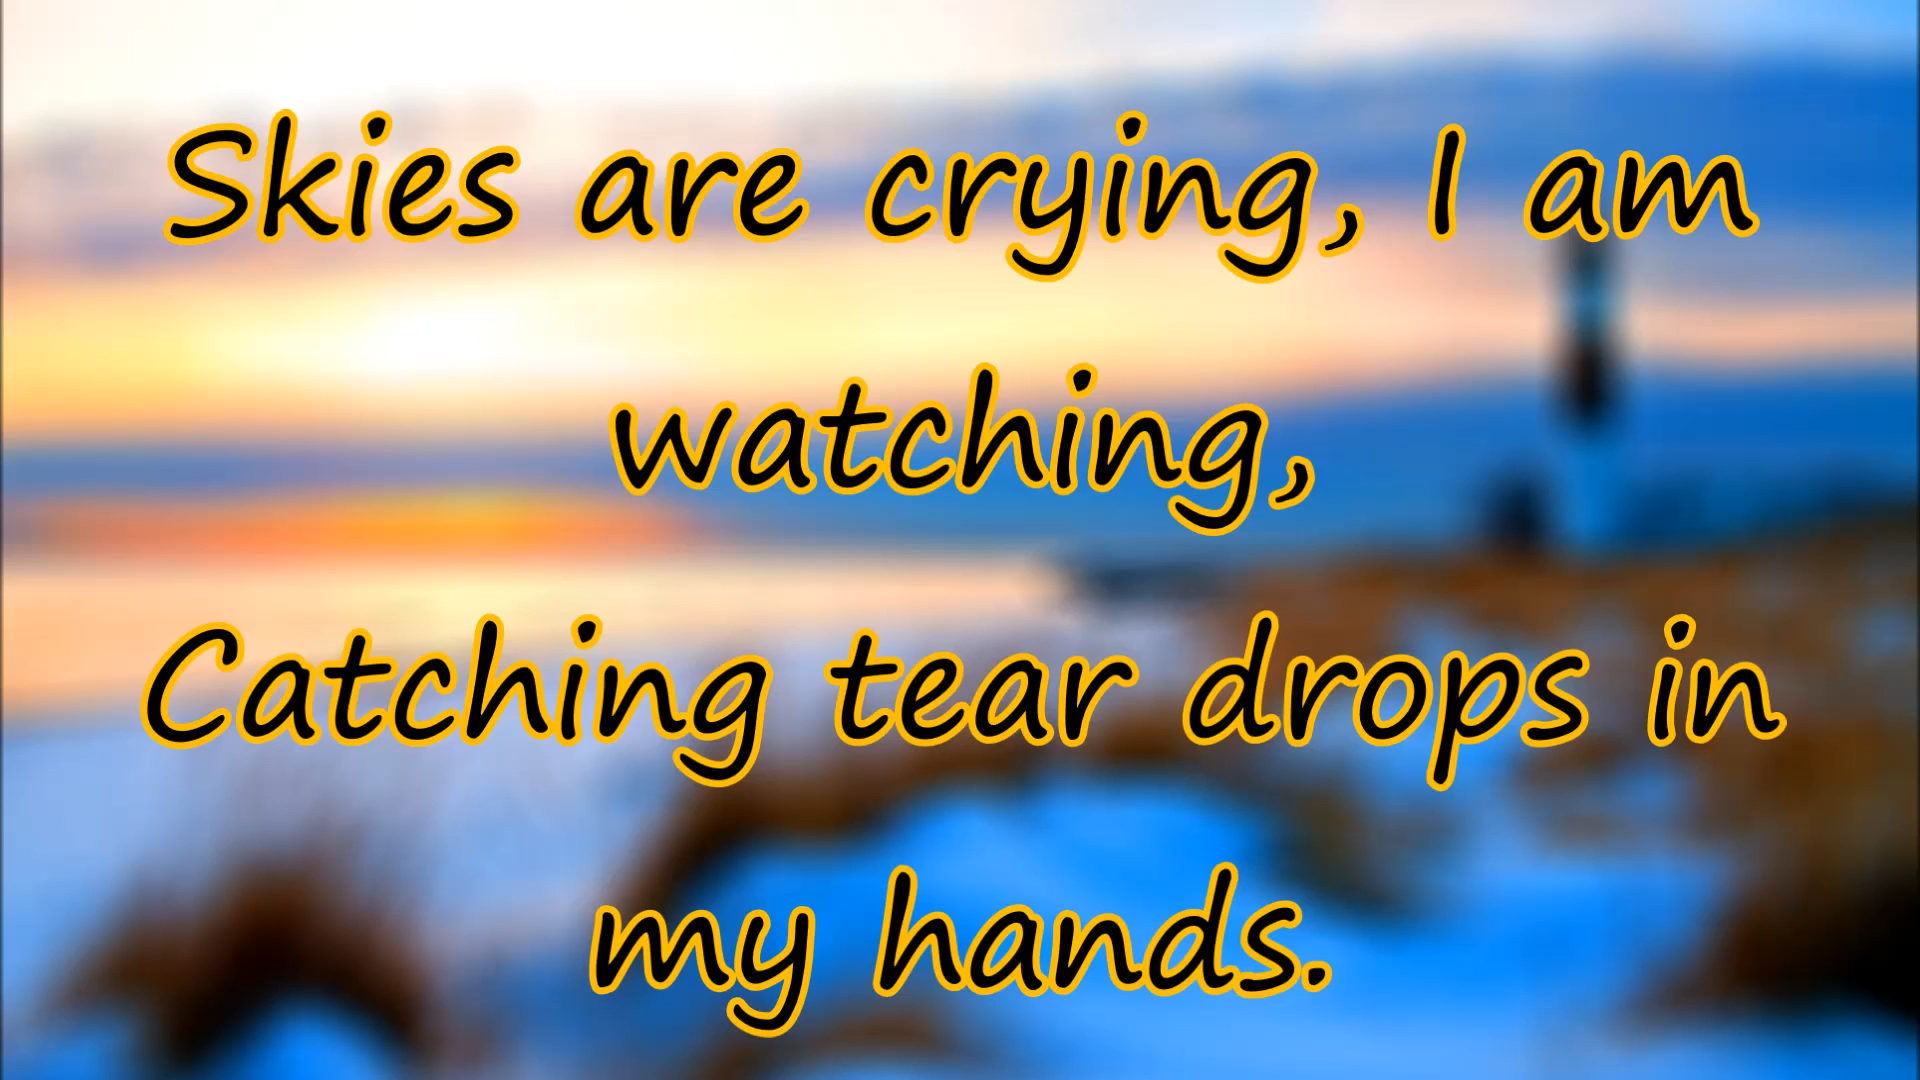 Skies are crying, I am
watching,
Catching tear drops in
my hands.